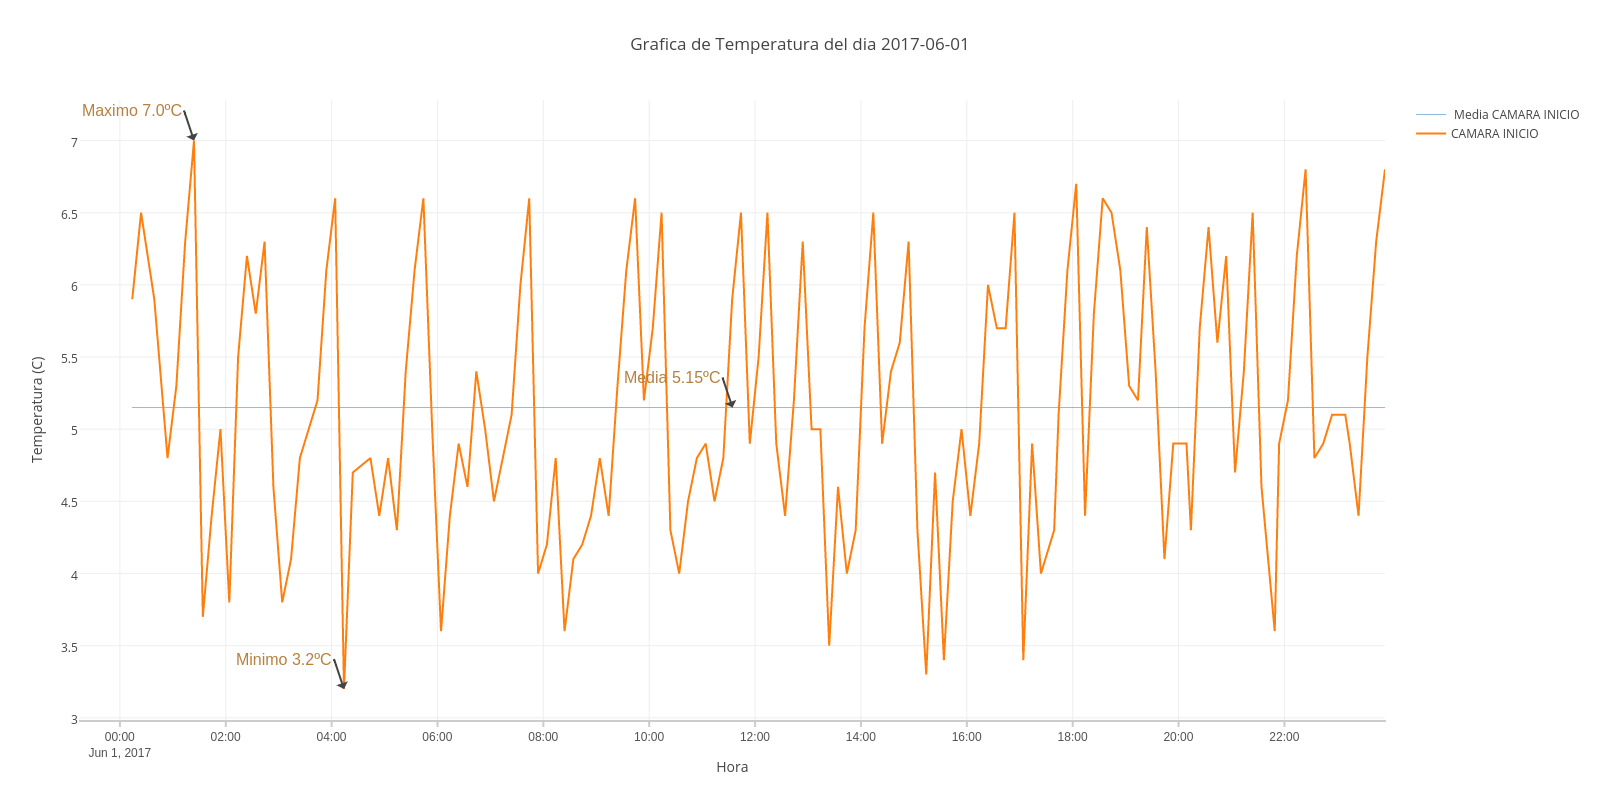 Grafica de Temperatura del dia 2017-06-01
Maximo 7.0ºC
Media CAMARA INICIO
CAMARA INICIO
7
6.5
6
5.5
Media 5.15ºC
Temperatura (C)
5
4.5
4
3.5
Minimo 3.2ºC
3
00:00 02:00 04:00 06:00 08:00 10:00 12:00 14:00 16:00 18:00 20:00 22:00
Jun 1, 2017
Hora